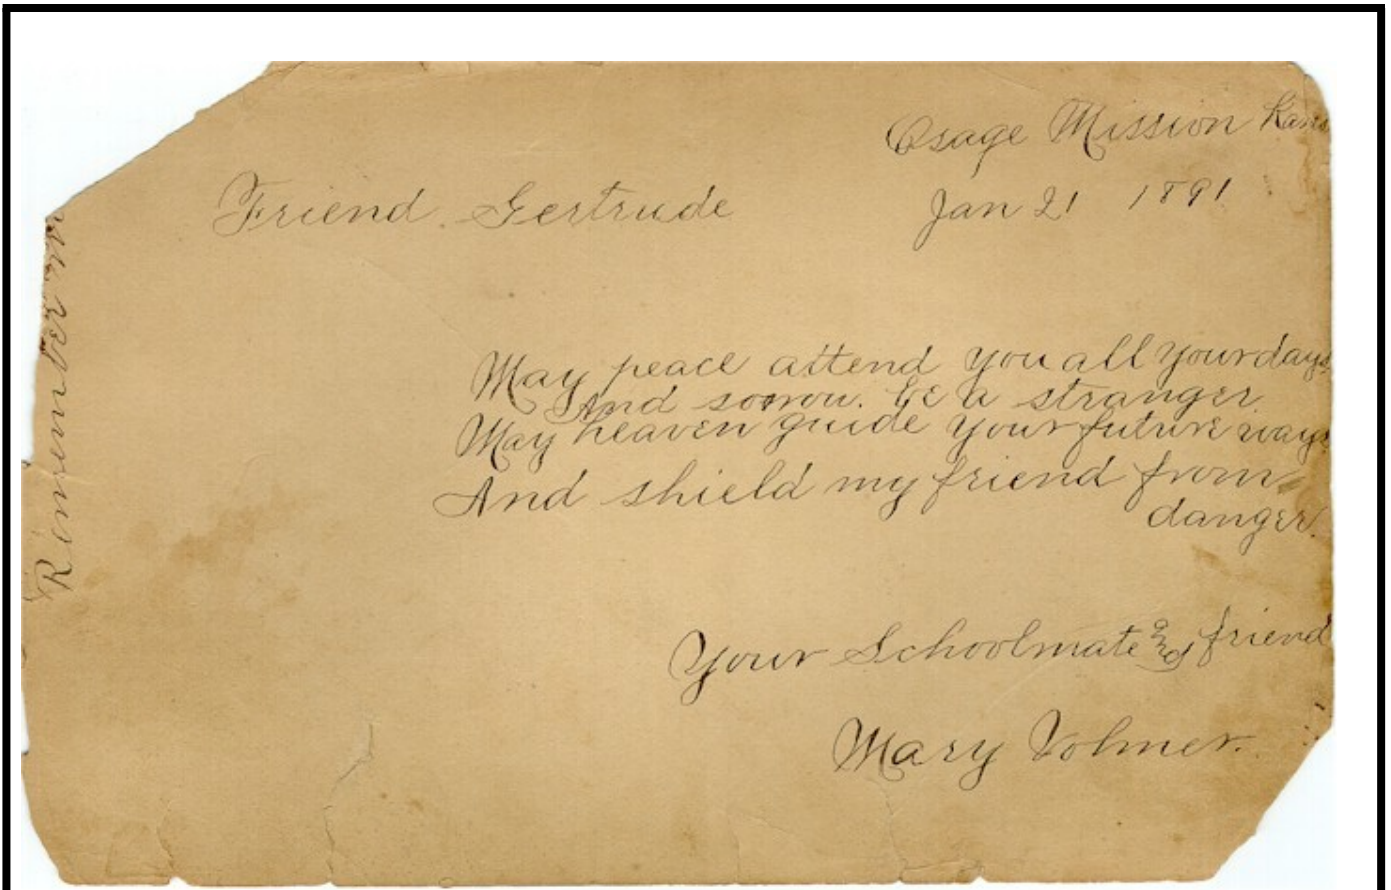 Osage Mission Kans
Friend Gertrude
Jan 21 1891
May peace attend you all your days
And sorrow. be a stranger
May heaven guide your future ways
And shield my friend from
danger.
Your Schoolmate and friend
Mary Volmer.
Remember m